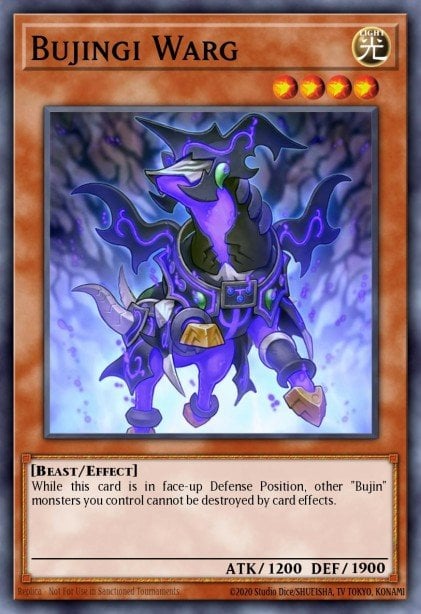 Bujingi Warg
LIGHT
光
[Beast/Effect]
While this card is in face-up Defense Position, other "Bujin"
monsters you control cannot be destroyed by card effects.
ATK/1200 DEF/1900
Replica - Not For Use in Sanctioned Tournaments
©2020 Studio Dice/SHUEISHA, TV TOKYO, KONAMI